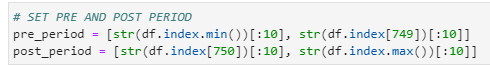 # SET PRE AND POST PERIOD
pre_period = [str(df.index.min())[:10], str(df.index[749])[:10]]
post_period = [str(df.index[750])[:10], str(df.index.max())[:10]]